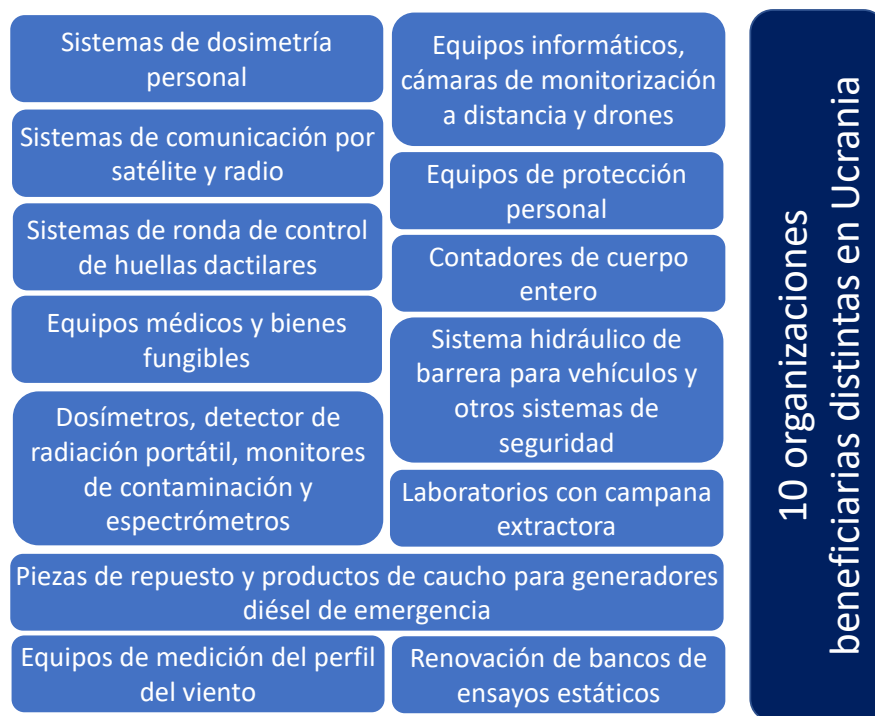 Sistemas de dosimetría
personal
Sistemas de comunicación por
satélite y radio
Sistemas de ronda de control
de huellas dactilares
Equipos médicos y bienes
fungibles
Dosímetros, detector de
radiación portátil, monitores
de contaminación y
espectrómetros
Equipos informáticos,
cámaras de monitorización
a distancia y drones
Equipos de protección
personal
Contadores de cuerpo
entero
Sistema hidráulico de
barrera para vehículos y
otros sistemas de
seguridad
Laboratorios con campana
extractora
Piezas de repuesto y productos de caucho para generadores
diésel de emergencia
Equipos de medición del perfil
del viento
Renovación de bancos de
ensayos estáticos
10 organizaciones
beneficiarias distintas en Ucrania